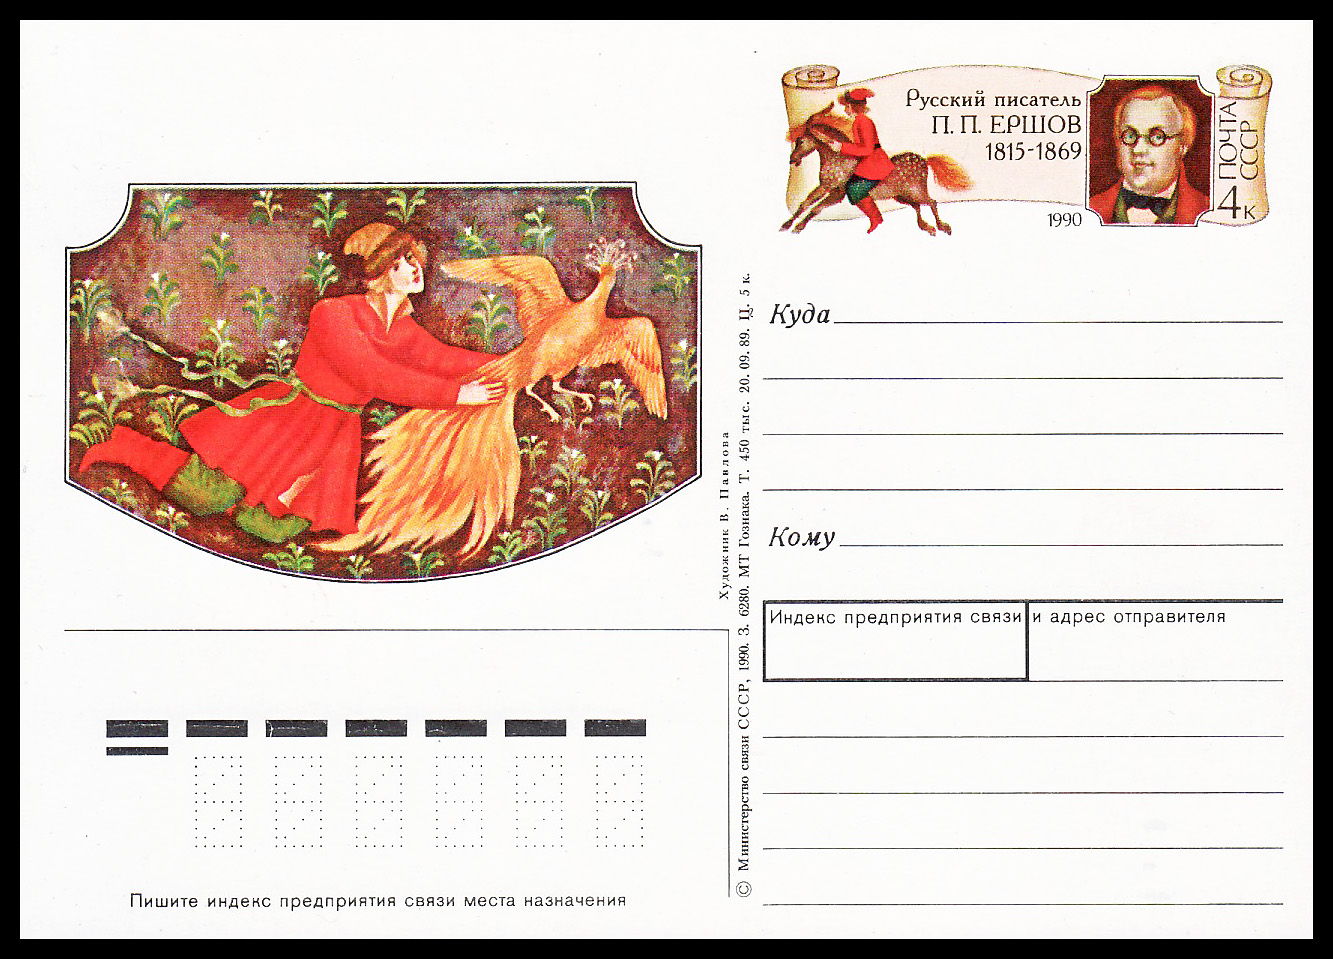 Русский писатель
П. П. ЕРШОВ
1815-1869
1990
ПОЧТА
СССР
4к
Куда
Кому
Индекс предприятия связи и адрес отправителя
Художник В. Павлова
© Министерство связи СССР, 1990. З. 6280. МТ Гознака. Т. 450 тыс. 20. 09. 89. Ц. 5 к.
Пишите индекс предприятия связи места назначения